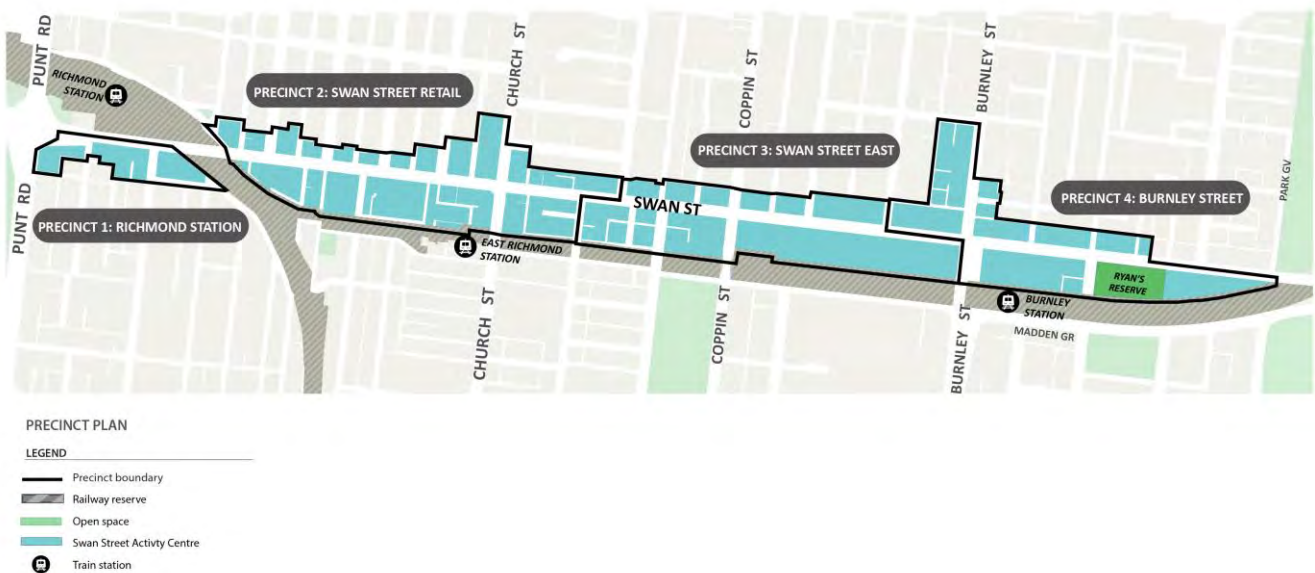 PUNT RD
RICHMOND
STATION
PRECINCT 2: SWAN STREET RETAIL
CHURCH ST
COPPIN ST
BURNLEY ST
PRECINCT 3: SWAN STREET EAST
PARK GV
PUNT RD
PRECINCT 1: RICHMOND STATION
SWAN ST
PRECINCT 4: BURNLEY STREET
EAST RICHMOND
STATION
RYAN'S
RESERVE
BURNLEY
STATION
MADDEN GR
CHURCH ST
COPPIN ST
BURNLEY ST
PRECINCT PLAN
LEGEND
Precinct boundary
Railway reserve
Open space
Swan Street Activty Centre
Train station